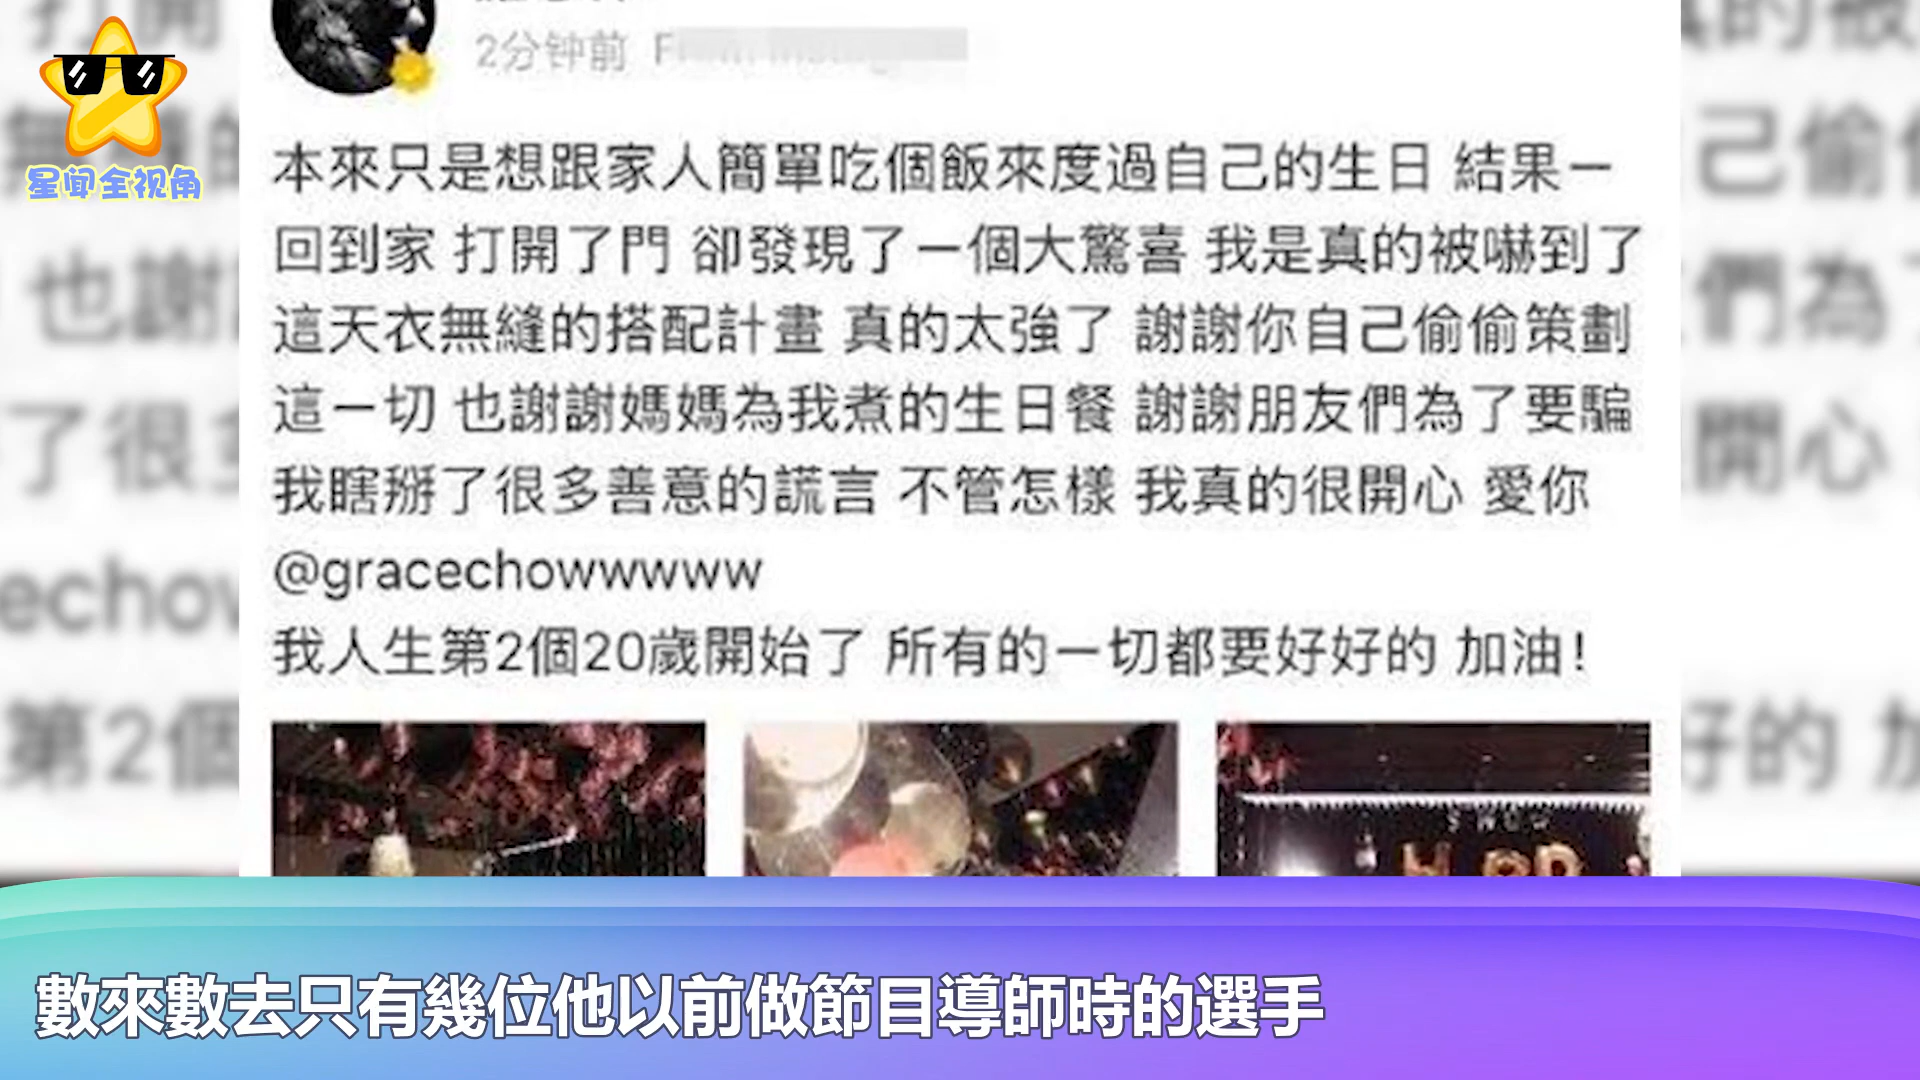 星闻全视角
2分钟前
本來只是想跟家人簡單吃個飯來度過自己的生日 結果一
回到家 打開了門 卻發現了一個大驚喜 我是真的被嚇到了
這天衣無縫的搭配計畫 真的太強了 謝謝你自己偷偷策劃
這一切 也謝謝媽媽為我煮的生日餐 謝謝朋友們為了要騙
我瞎掰了很多善意的謊言 不管怎樣 我真的很開心 愛你
@gracechowwwww
我人生第2個20歲開始了 所有的一切都要好好的 加油!
數來數去只有幾位他以前做節目導師時的選手